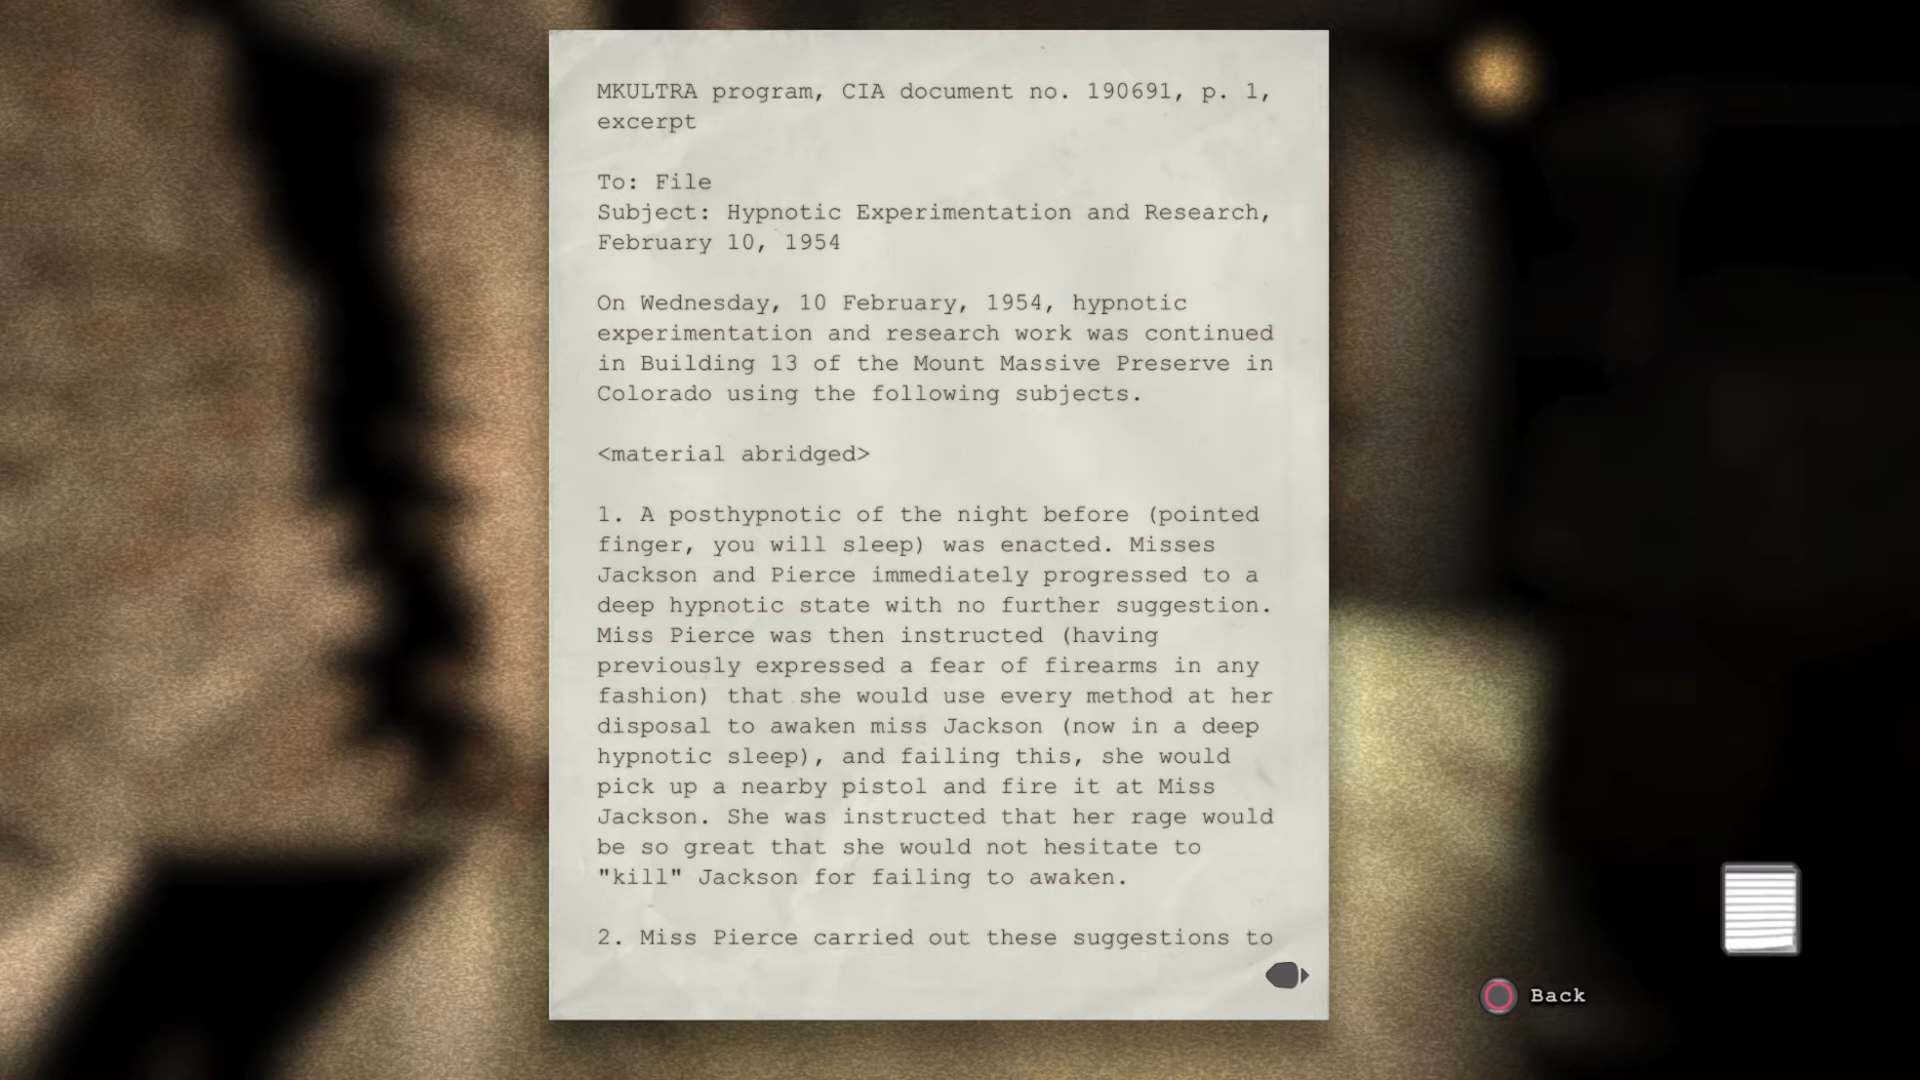 MKULTRA program, CIA document no. 190691, p. 1,
excerpt
To: File
Subject: Hypnotic Experimentation and Research,
February 10, 1954
On Wednesday, 10 February, 1954, hypnotic
experimentation and research work was continued
in Building 13 of the Mount Massive Preserve in
Colorado using the following subjects.
<material abridged>
1. A posthypnotic of the night before (pointed
finger, you will sleep) was enacted. Misses
Jackson and Pierce immediately progressed to a
deep hypnotic state with no further suggestion.
Miss Pierce was then instructed (having
previously expressed a fear of firearms in any
fashion) that she would use every method at her
disposal to awaken miss Jackson (now in a deep
hypnotic sleep), and failing this, she would
pick up a nearby pistol and fire it at Miss
Jackson. She was instructed that her rage would
be so great that she would not hesitate to
"kill" Jackson for failing to awaken.
2. Miss Pierce carried out these suggestions to
Back